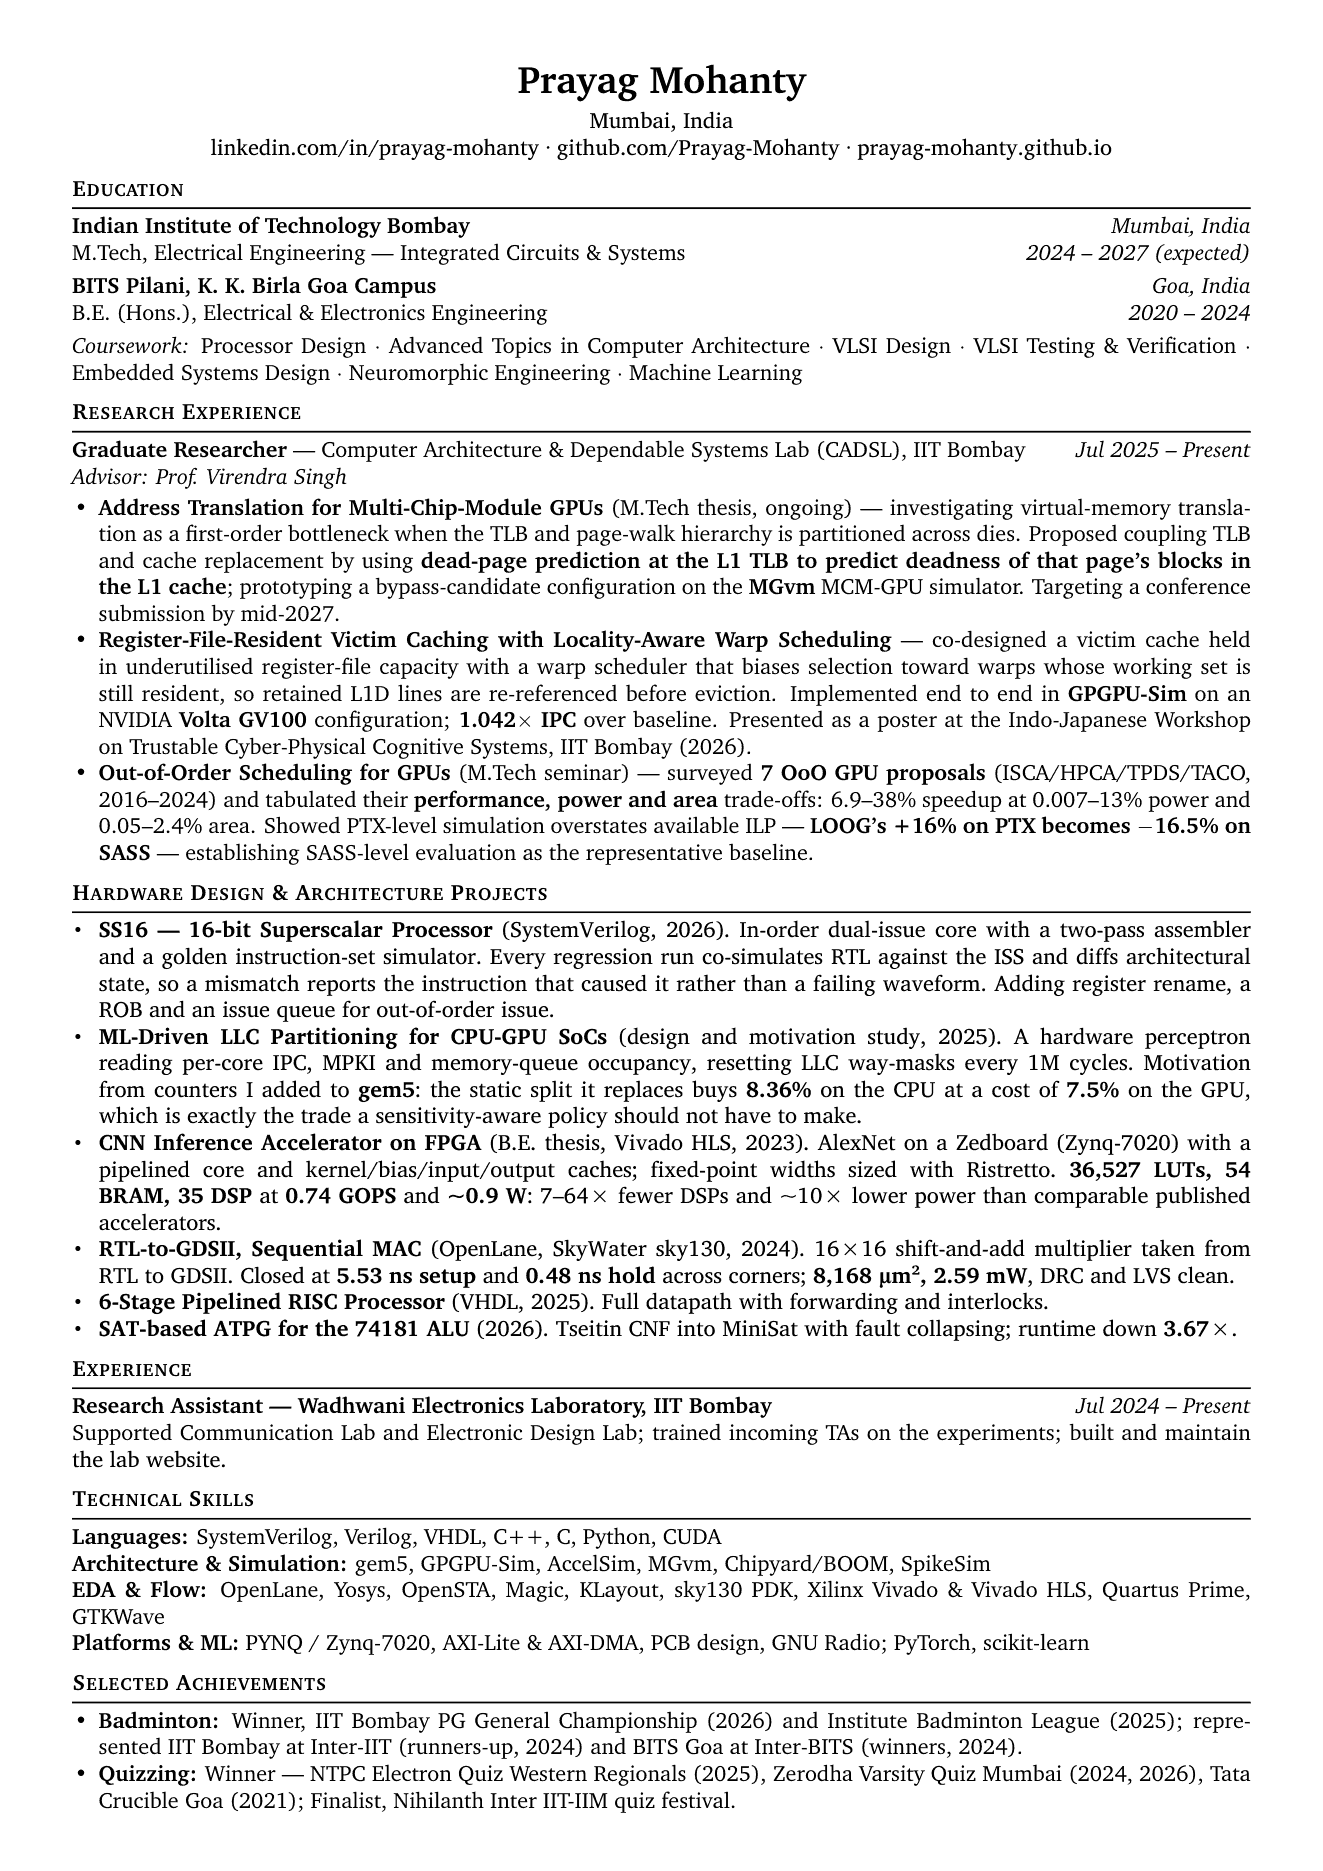 Prayag Mohanty
Mumbai, India
linkedin.com/in/prayag-mohanty · github.com/Prayag-Mohanty · prayag-mohanty.github.io
EDUCATION
Indian Institute of Technology Bombay Mumbai, India
M.Tech, Electrical Engineering — Integrated Circuits & Systems 2024 – 2027 (expected)
BITS Pilani, K. K. Birla Goa Campus Goa, India
B.E. (Hons.), Electrical & Electronics Engineering 2020 – 2024
Coursework: Processor Design · Advanced Topics in Computer Architecture · VLSI Design · VLSI Testing & Verification ·
Embedded Systems Design · Neuromorphic Engineering · Machine Learning
RESEARCH EXPERIENCE
Graduate Researcher — Computer Architecture & Dependable Systems Lab (CADSL), IIT Bombay Jul 2025 – Present
Advisor: Prof. Virendra Singh
• Address Translation for Multi-Chip-Module GPUs (M.Tech thesis, ongoing) — investigating virtual-memory transla-
tion as a first-order bottleneck when the TLB and page-walk hierarchy is partitioned across dies. Proposed coupling TLB
and cache replacement by using dead-page prediction at the L1 TLB to predict deadness of that page's blocks in
the L1 cache; prototyping a bypass-candidate configuration on the MGvm MCM-GPU simulator. Targeting a conference
submission by mid-2027.
• Register-File-Resident Victim Caching with Locality-Aware Warp Scheduling — co-designed a victim cache held
in underutilised register-file capacity with a warp scheduler that biases selection toward warps whose working set is
still resident, so retained L1D lines are re-referenced before eviction. Implemented end to end in GPGPU-Sim on an
NVIDIA Volta GV100 configuration; 1.042× IPC over baseline. Presented as a poster at the Indo-Japanese Workshop
on Trustable Cyber-Physical Cognitive Systems, IIT Bombay (2026).
• Out-of-Order Scheduling for GPUs (M.Tech seminar) — surveyed 7 OoO GPU proposals (ISCA/HPCA/TPDS/TACO,
2016–2024) and tabulated their performance, power and area trade-offs: 6.9–38% speedup at 0.007–13% power and
0.05–2.4% area. Showed PTX-level simulation overstates available ILP — LOOG's +16% on PTX becomes −16.5% on
SASS — establishing SASS-level evaluation as the representative baseline.
HARDWARE DESIGN & ARCHITECTURE PROJECTS
• SS16 — 16-bit Superscalar Processor (SystemVerilog, 2026). In-order dual-issue core with a two-pass assembler
and a golden instruction-set simulator. Every regression run co-simulates RTL against the ISS and diffs architectural
state, so a mismatch reports the instruction that caused it rather than a failing waveform. Adding register rename, a
ROB and an issue queue for out-of-order issue.
• ML-Driven LLC Partitioning for CPU-GPU SoCs (design and motivation study, 2025). A hardware perceptron
reading per-core IPC, MPKI and memory-queue occupancy, resetting LLC way-masks every 1M cycles. Motivation
from counters I added to gem5: the static split it replaces buys 8.36% on the CPU at a cost of 7.5% on the GPU,
which is exactly the trade a sensitivity-aware policy should not have to make.
• CNN Inference Accelerator on FPGA (B.E. thesis, Vivado HLS, 2023). AlexNet on a Zedboard (Zynq-7020) with a
pipelined core and kernel/bias/input/output caches; fixed-point widths sized with Ristretto. 36,527 LUTs, 54
BRAM, 35 DSP at 0.74 GOPS and ~0.9 W: 7–64× fewer DSPs and ~10× lower power than comparable published
accelerators.
• RTL-to-GDSII, Sequential MAC (OpenLane, SkyWater sky130, 2024). 16×16 shift-and-add multiplier taken from
RTL to GDSII. Closed at 5.53 ns setup and 0.48 ns hold across corners; 8,168 µm², 2.59 mW, DRC and LVS clean.
• 6-Stage Pipelined RISC Processor (VHDL, 2025). Full datapath with forwarding and interlocks.
• SAT-based ATPG for the 74181 ALU (2026). Tseitin CNF into MiniSat with fault collapsing; runtime down 3.67×.
EXPERIENCE
Research Assistant — Wadhwani Electronics Laboratory, IIT Bombay Jul 2024 – Present
Supported Communication Lab and Electronic Design Lab; trained incoming TAs on the experiments; built and maintain
the lab website.
TECHNICAL SKILLS
Languages: SystemVerilog, Verilog, VHDL, C++, C, Python, CUDA
Architecture & Simulation: gem5, GPGPU-Sim, AccelSim, MGvm, Chipyard/BOOM, SpikeSim
EDA & Flow: OpenLane, Yosys, OpenSTA, Magic, KLayout, sky130 PDK, Xilinx Vivado & Vivado HLS, Quartus Prime,
GTKWave
Platforms & ML: PYNQ / Zynq-7020, AXI-Lite & AXI-DMA, PCB design, GNU Radio; PyTorch, scikit-learn
SELECTED ACHIEVEMENTS
• Badminton: Winner, IIT Bombay PG General Championship (2026) and Institute Badminton League (2025); repre-
sented IIT Bombay at Inter-IIT (runners-up, 2024) and BITS Goa at Inter-BITS (winners, 2024).
• Quizzing: Winner — NTPC Electron Quiz Western Regionals (2025), Zerodha Varsity Quiz Mumbai (2024, 2026), Tata
Crucible Goa (2021); Finalist, Nihilanth Inter IIT-IIM quiz festival.